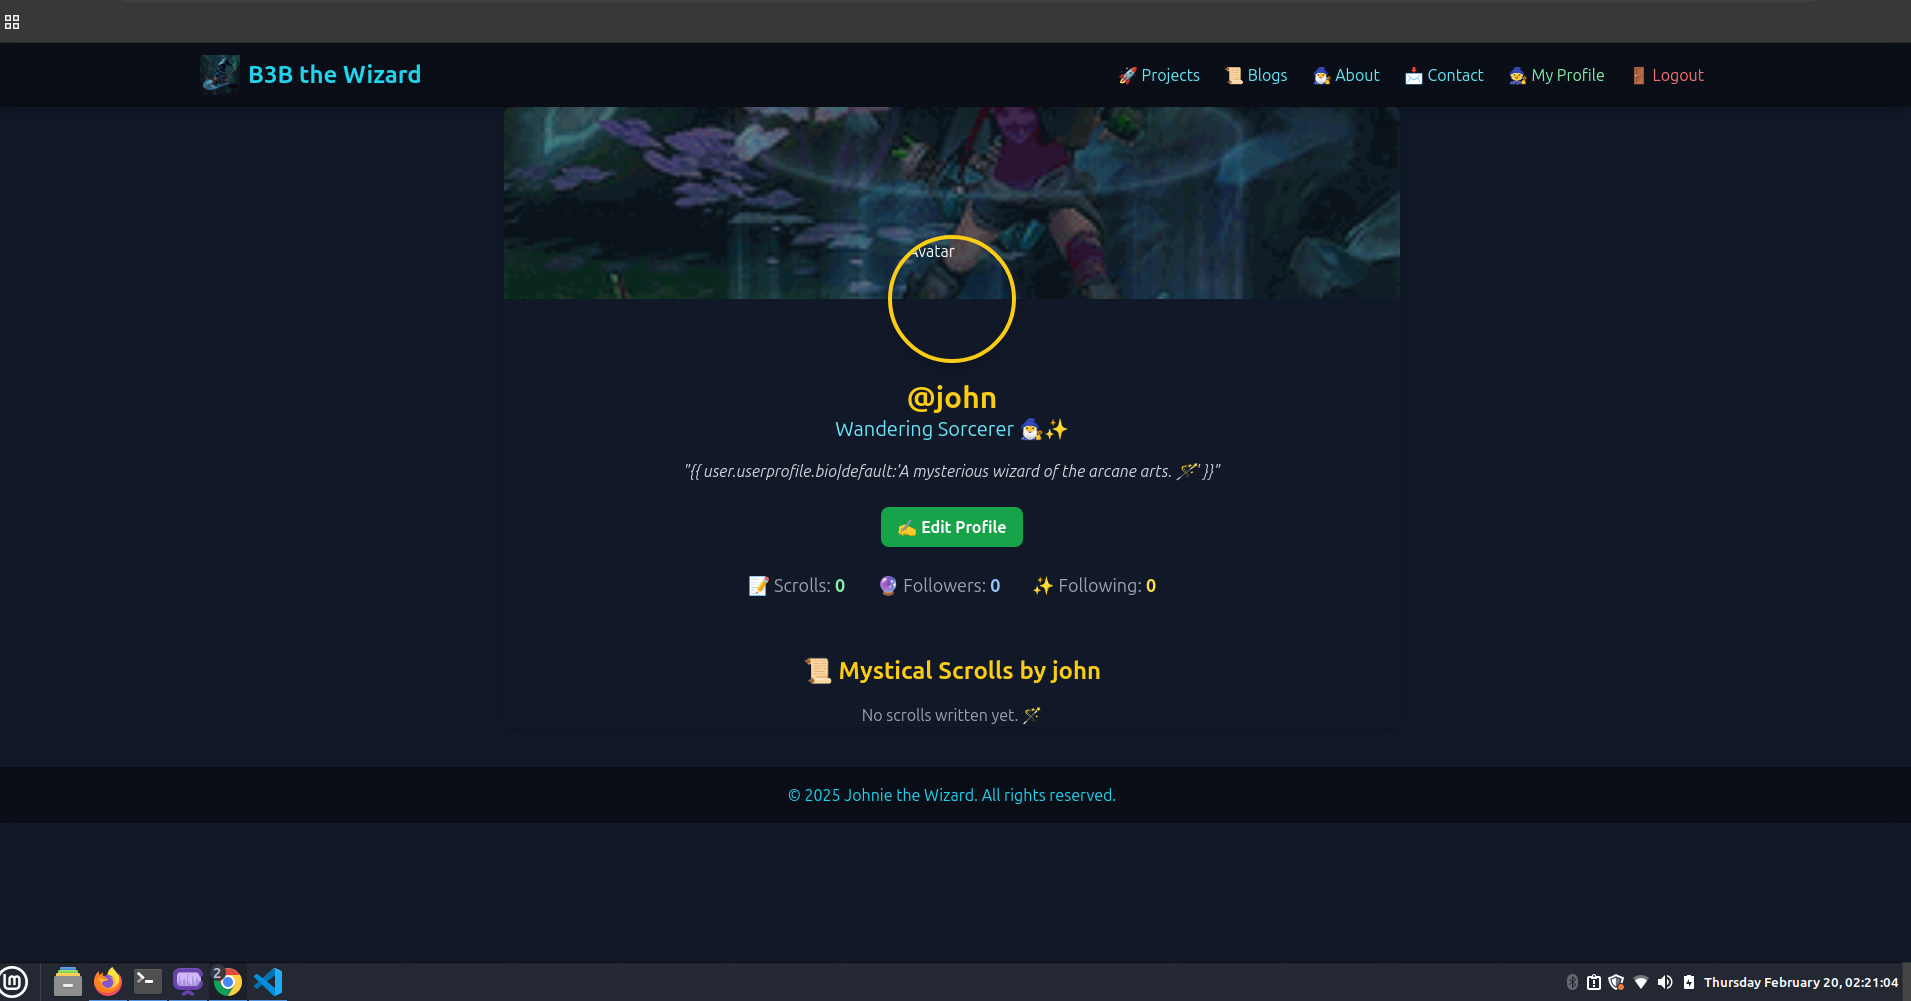 B3B the Wizard
🚀 Projects 📜 Blogs 🧙‍♂️ About 📩 Contact 🧙 My Profile 🚪 Logout
Avatar
@john
Wandering Sorcerer 🧙‍♂️✨
"{{ user.userprofile.bio|default:'A mysterious wizard of the arcane arts. 🪄' }}"
✍️ Edit Profile
📝 Scrolls: 0 🔮 Followers: 0 ✨ Following: 0
📜 Mystical Scrolls by john
No scrolls written yet. 🪄
© 2025 Johnie the Wizard. All rights reserved.
2
Thursday February 20, 02:21:04